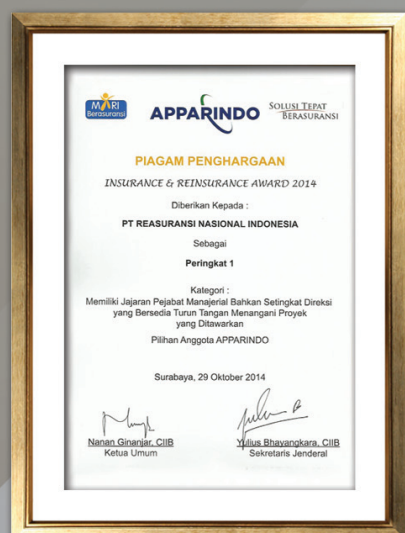 MARI
Berasuransi
APPARINDO
SOLUSI TEPAT
BERASURANSI
PIAGAM PENGHARGAAN
INSURANCE & REINSURANCE AWARD 2014
Diberikan Kepada :
PT REASURANSI NASIONAL INDONESIA
Sebagai
Peringkat 1
Kategori :
Memiliki Jajaran Pejabat Manajerial Bahkan Setingkat Direksi
yang Bersedia Turun Tangan Menangani Proyek
yang Ditawarkan
Pilihan Anggota APPARINDO
Surabaya, 29 Oktober 2014
Nanan Ginanjar, CIIB
Ketua Umum
Yulius Bhayangkara, CIIB
Sekretaris Jenderal